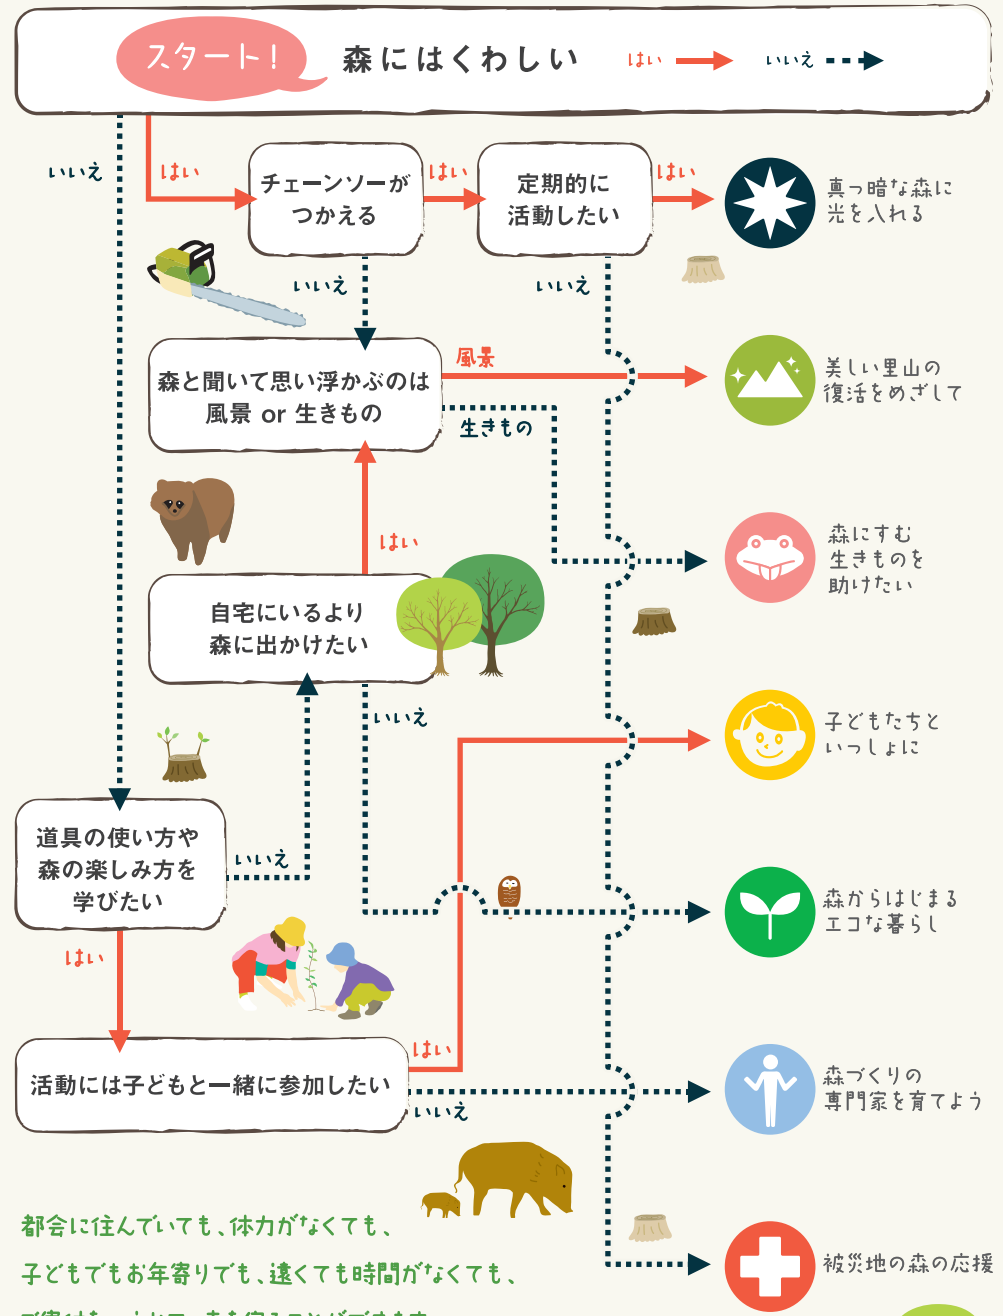 スタート!
森にはくわしい
はい
いいえ
いいえ
はい
チェーンソーが
つかえる
はい
定期的に
活動したい
はい
真っ暗な森に
光を入れる
いいえ
いいえ
森と聞いて思い浮かぶのは
風景 or 生きもの
風景
美しい里山の
復活をめざして
生きもの
はい
森にすむ
生きものを
助けたい
自宅にいるより
森に出かけたい
いいえ
子どもたちと
いっしょに
道具の使い方や
森の楽しみ方を
学びたい
いいえ
森からはじまる
エコな暮らし
はい
活動には子どもと一緒に参加したい
はい
いいえ
森づくりの
専門家を育てよう
都会に住んでいても、体力がなくても、
子どもでもお年寄りでも、遠くても時間がなくても、
被災地の森の応援